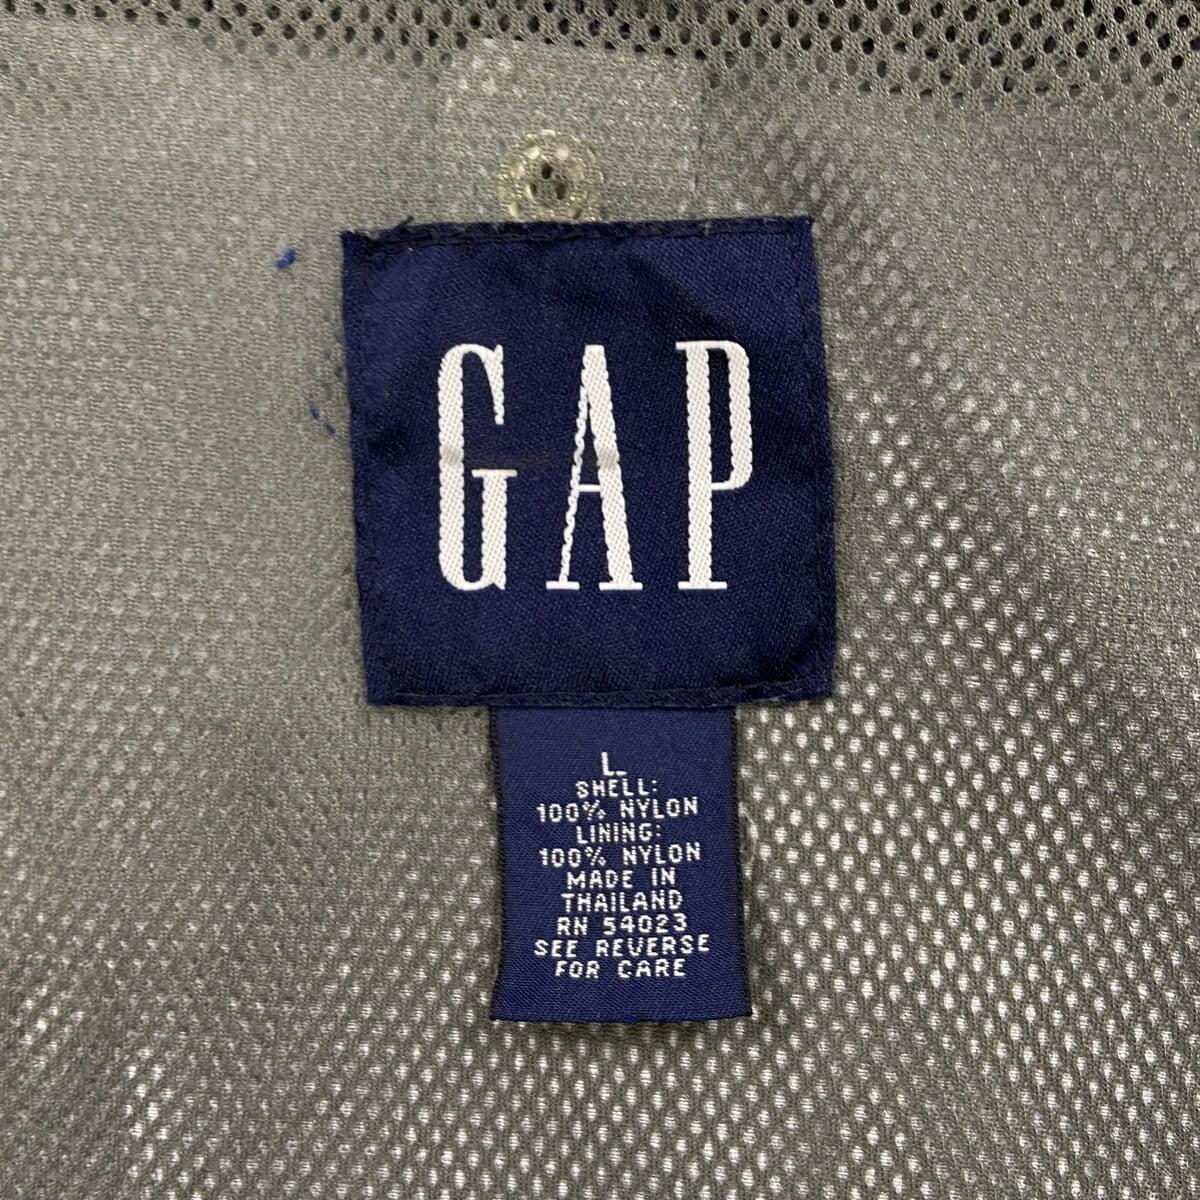 GAP
L
SHELL:
100% NYLON
LINING:
100% NYLON
MADE IN
THAILAND
RN 54023
SEE REVERSE
FOR CARE